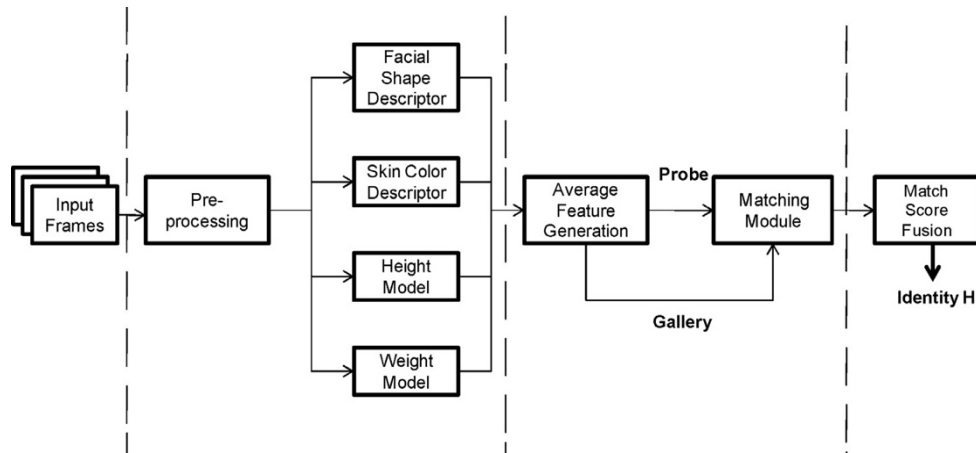 Facial
Shape
Descriptor
Skin Color
Descriptor
Input
Frames
Pre-
processing
Height
Model
Weight
Model
Average
Feature
Generation
Probe
Matching
Module
Gallery
Match
Score
Fusion
Identity H